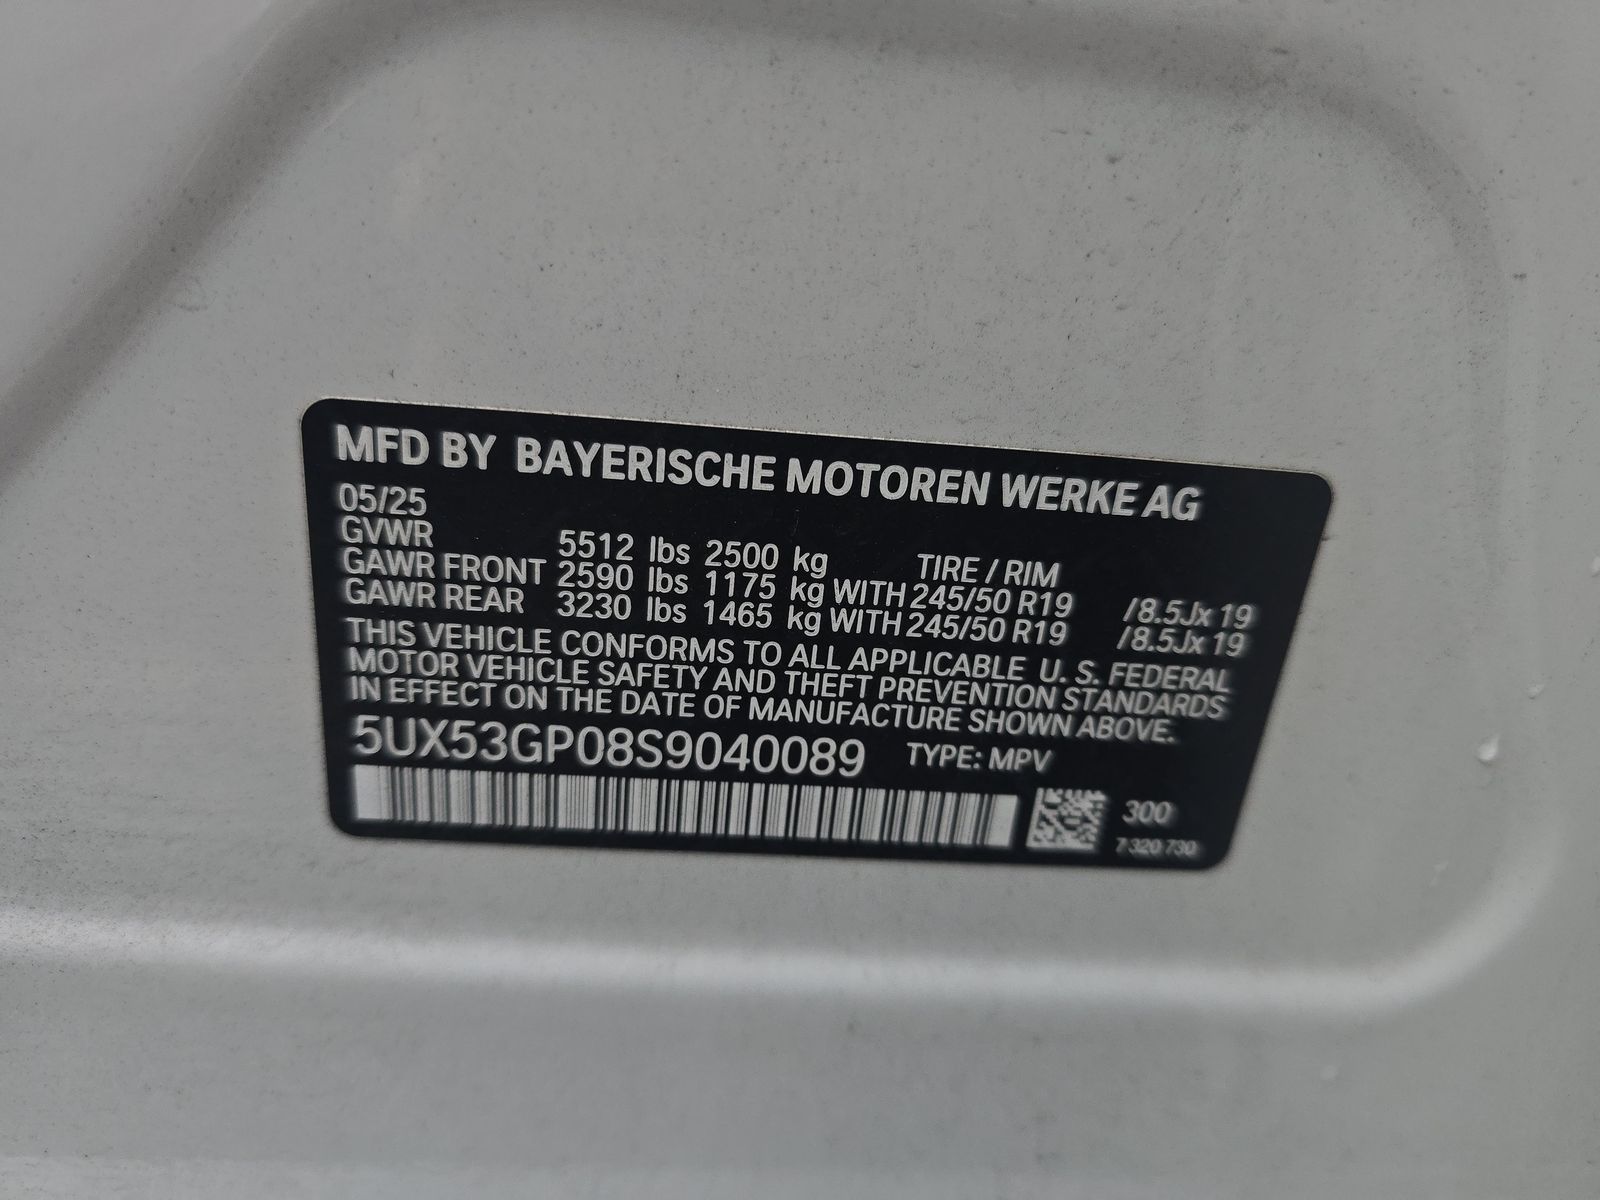 MFD BY BAYERISCHE MOTOREN WERKE AG
05/25
GVWR 5512 lbs 2500 kg TIRE / RIM
GAWR FRONT 2590 lbs 1175 kg WITH 245/50 R19 /8.5Jx 19
GAWR REAR 3230 lbs 1465 kg WITH 245/50 R19 /8.5Jx 19
THIS VEHICLE CONFORMS TO ALL APPLICABLE U. S. FEDERAL
MOTOR VEHICLE SAFETY AND THEFT PREVENTION STANDARDS
IN EFFECT ON THE DATE OF MANUFACTURE SHOWN ABOVE.
5UX53GP08S9040089 TYPE: MPV
300
7 320 730